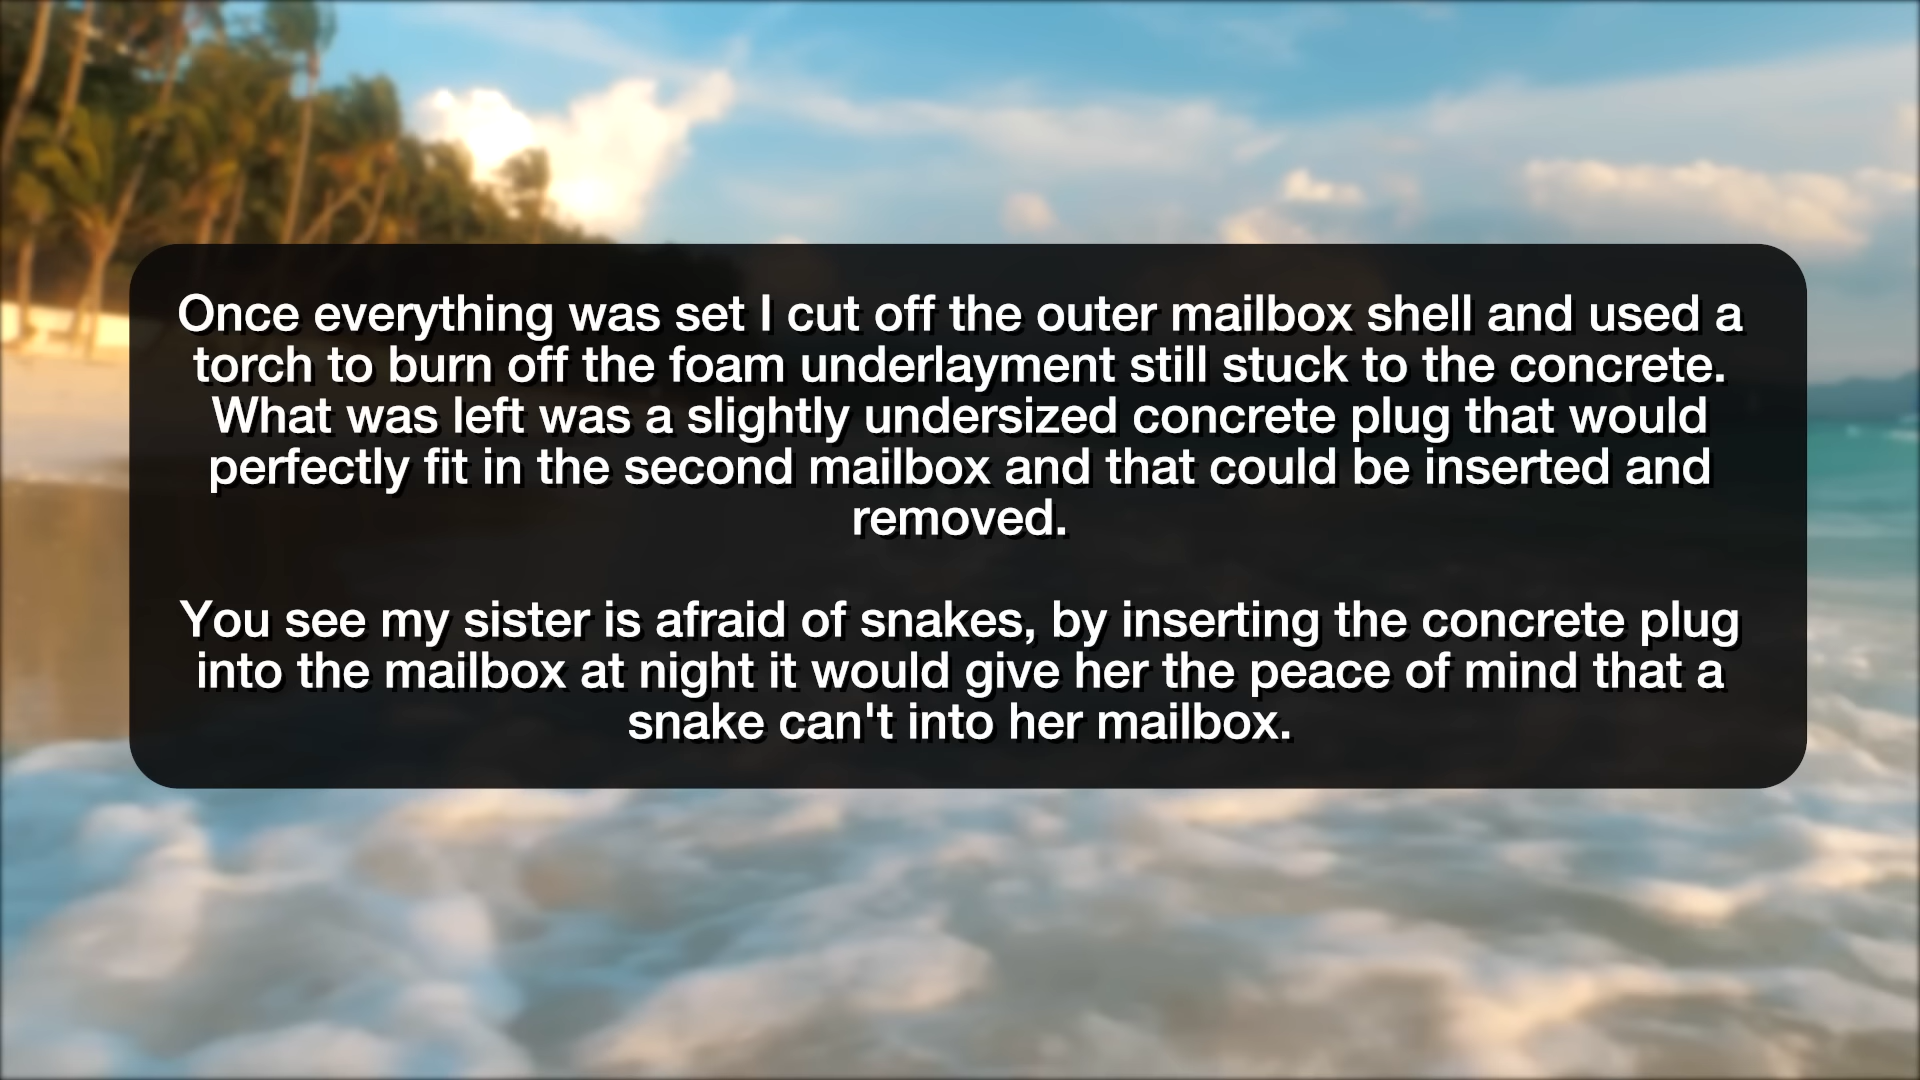 Once everything was set I cut off the outer mailbox shell and used a
torch to burn off the foam underlayment still stuck to the concrete.
What was left was a slightly undersized concrete plug that would
perfectly fit in the second mailbox and that could be inserted and
removed.
You see my sister is afraid of snakes, by inserting the concrete plug
into the mailbox at night it would give her the peace of mind that a
snake can't into her mailbox.